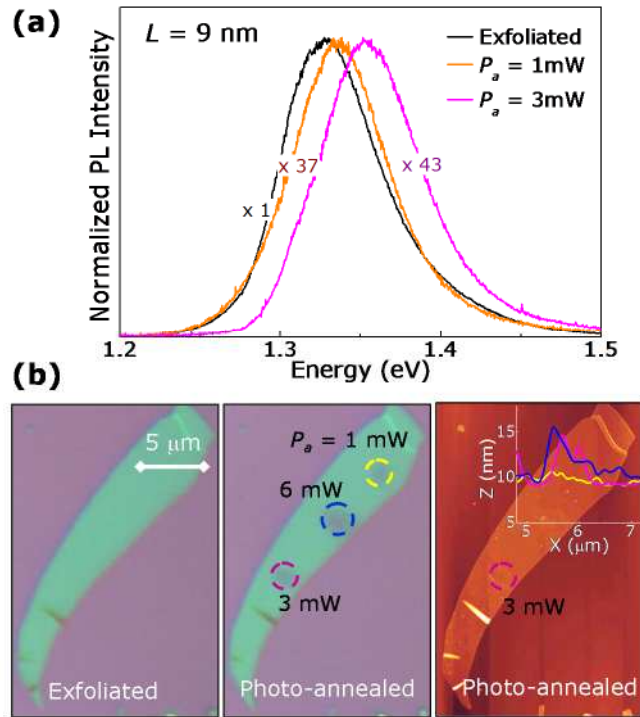 (a)
L = 9 nm
Exfoliated
Pₐ = 1mW
Pₐ = 3mW
x 37
x 43
x 1
Normalized PL Intensity
1.2 1.3 1.4 1.5
Energy (eV)
(b)
5 μm
Exfoliated
Pₐ = 1 mW
6 mW
3 mW
Photo-annealed
15
10
5
Z (nm)
5 6 7
X (μm)
3 mW
Photo-annealed